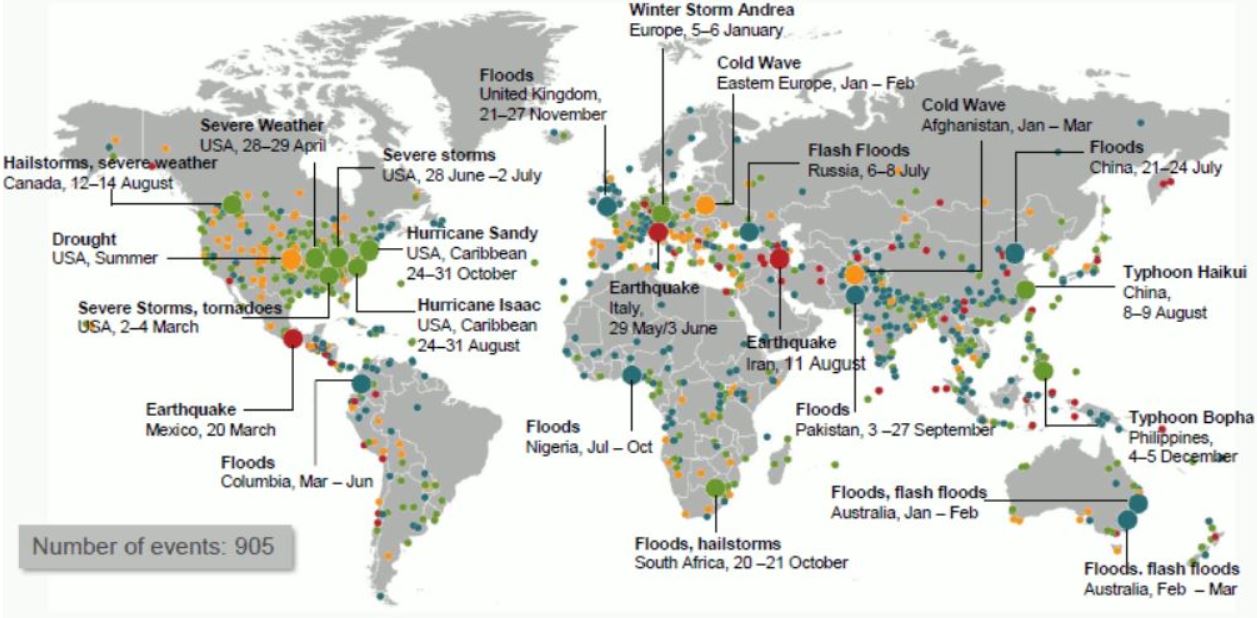 Winter Storm Andrea
Europe, 5–6 January
Cold Wave
Eastern Europe, Jan – Feb
Floods
United Kingdom,
21–27 November
Cold Wave
Afghanistan, Jan – Mar
Severe Weather
USA, 28–29 April
Severe storms
USA, 28 June –2 July
Flash Floods
Russia, 6–8 July
Floods
China, 21–24 July
Hailstorms, severe weather
Canada, 12–14 August
Drought
USA, Summer
Hurricane Sandy
USA, Caribbean
24–31 October
Typhoon Haikui
China,
8–9 August
Severe Storms, tornadoes
USA, 2–4 March
Hurricane Isaac
USA, Caribbean
24–31 August
Earthquake
Italy,
29 May/3 June
Earthquake
Iran, 11 August
Earthquake
Mexico, 20 March
Floods
Columbia, Mar – Jun
Floods
Nigeria, Jul – Oct
Floods
Pakistan, 3 –27 September
Typhoon Bopha
Philippines,
4–5 December
Floods, flash floods
Australia, Jan – Feb
Floods, hailstorms
South Africa, 20 –21 October
Floods. flash floods
Australia, Feb – Mar
Number of events: 905